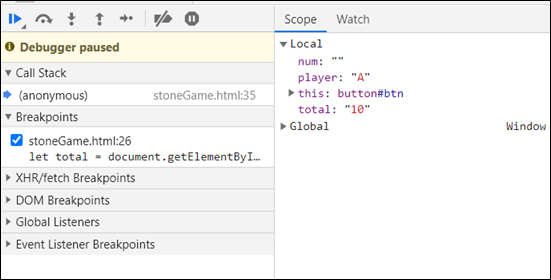 Debugger paused
Call Stack
(anonymous) stoneGame.html:35
Breakpoints
stoneGame.html:26
let total = document.getElementByI…
XHR/fetch Breakpoints
DOM Breakpoints
Global Listeners
Event Listener Breakpoints
Scope Watch
Local
num: ""
player: "A"
this: button#btn
total: "10"
Global Window